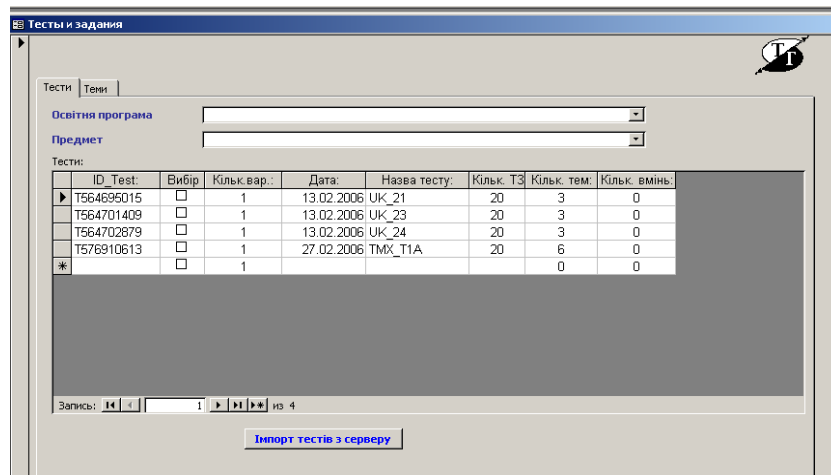 Тесты и задания
ТГ
Тести Теми
Освітня програма
Предмет
Тести:
ID_Test: Вибір Кільк.вар.: Дата: Назва тесту: Кільк. ТЗ Кільк. тем: Кільк. вмінь:
T564695015 1 13.02.2006 UK_21 20 3 0
T564701409 1 13.02.2006 UK_23 20 3 0
T564702879 1 13.02.2006 UK_24 20 3 0
T576910613 1 27.02.2006 TMX_T1A 20 6 0
1 0 0
Запись: 1 из 4
Імпорт тестів з серверу